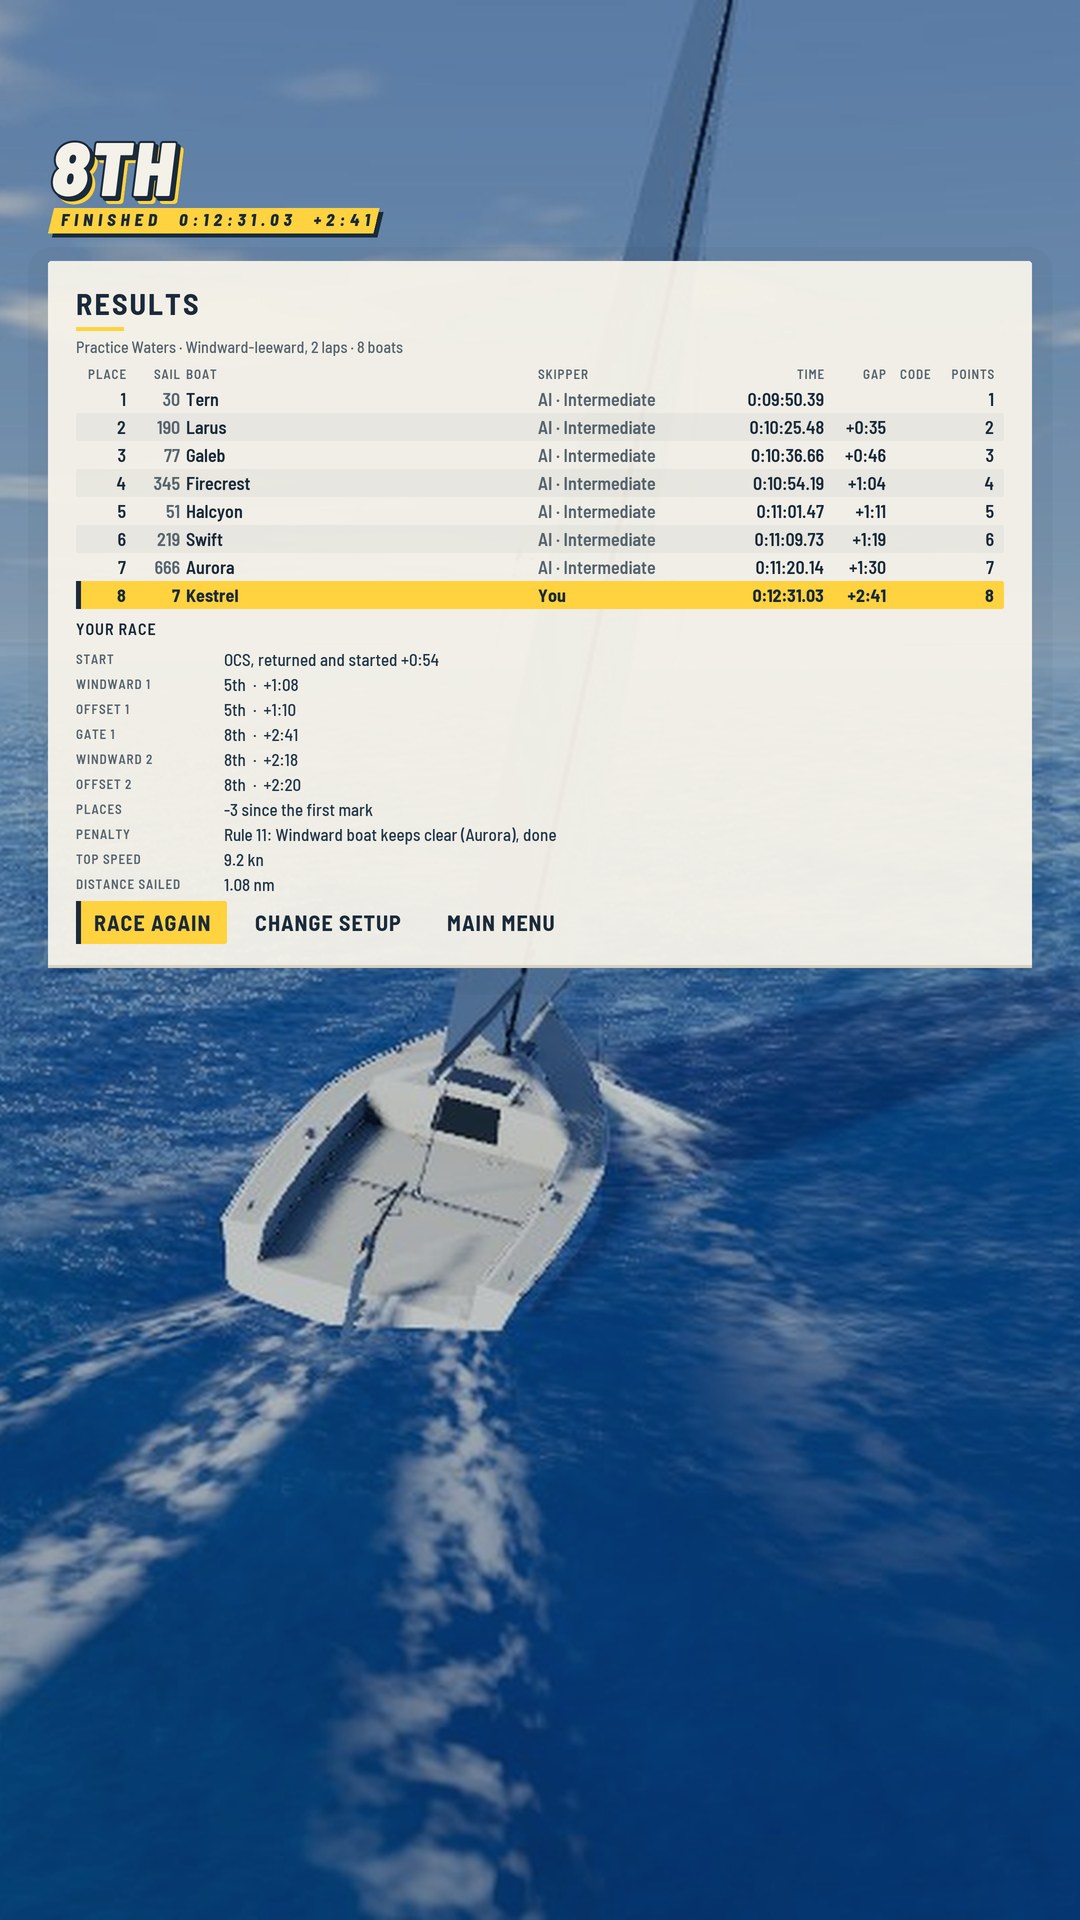 8TH
FINISHED 0:12:31.03 +2:41
RESULTS
Practice Waters · Windward-leeward, 2 laps · 8 boats
PLACE SAIL BOAT SKIPPER TIME GAP CODE POINTS
1 30 Tern AI · Intermediate 0:09:50.39 1
2 190 Larus AI · Intermediate 0:10:25.48 +0:35 2
3 77 Galeb AI · Intermediate 0:10:36.66 +0:46 3
4 345 Firecrest AI · Intermediate 0:10:54.19 +1:04 4
5 51 Halcyon AI · Intermediate 0:11:01.47 +1:11 5
6 219 Swift AI · Intermediate 0:11:09.73 +1:19 6
7 666 Aurora AI · Intermediate 0:11:20.14 +1:30 7
8 7 Kestrel You 0:12:31.03 +2:41 8
YOUR RACE
START OCS, returned and started +0:54
WINDWARD 1 5th · +1:08
OFFSET 1 5th · +1:10
GATE 1 8th · +2:41
WINDWARD 2 8th · +2:18
OFFSET 2 8th · +2:20
PLACES -3 since the first mark
PENALTY Rule 11: Windward boat keeps clear (Aurora), done
TOP SPEED 9.2 kn
DISTANCE SAILED 1.08 nm
RACE AGAIN CHANGE SETUP MAIN MENU